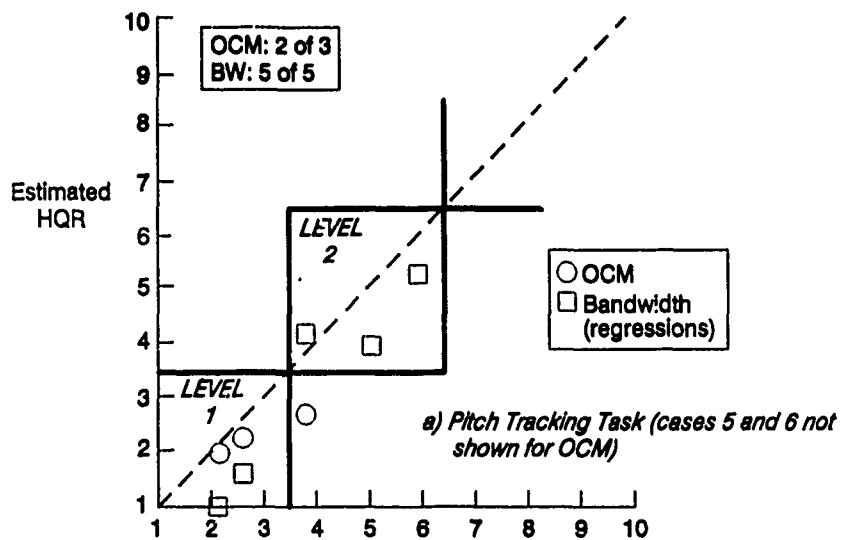 10
9
8
7
6
5
4
3
2
1
Estimated
HQR
OCM: 2 of 3
BW: 5 of 5
LEVEL
2
LEVEL
1
OCM
Bandwidth
(regressions)
a) Pitch Tracking Task (cases 5 and 6 not
shown for OCM)
1 2 3 4 5 6 7 8 9 10